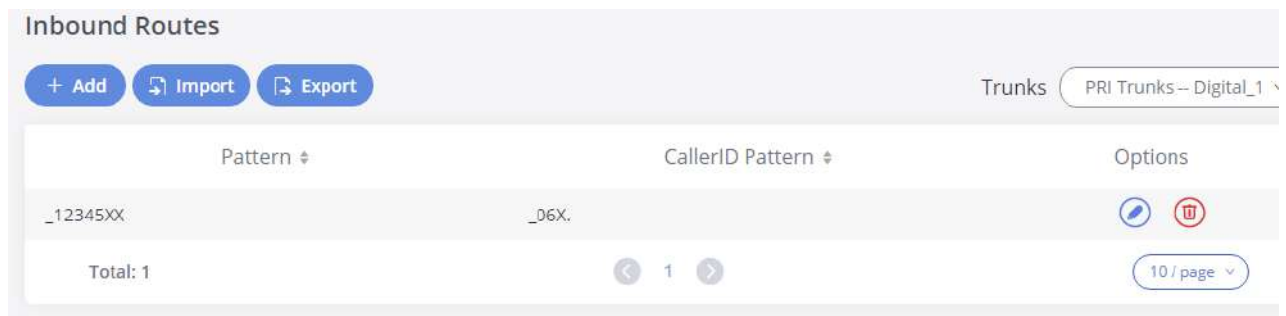 Inbound Routes
+ Add Import Export Trunks PRI Trunks -- Digital_1
Pattern CallerID Pattern Options
_12345XX _06X.
Total: 1 1 10 / page